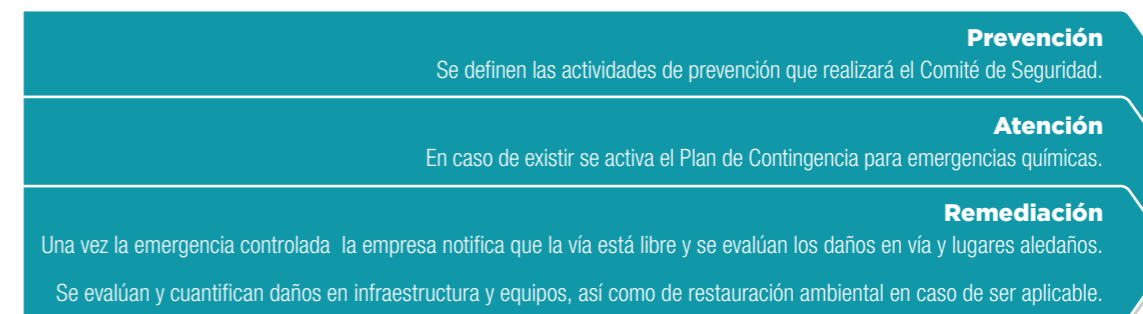 Prevención
Se definen las actividades de prevención que realizará el Comité de Seguridad.
Atención
En caso de existir se activa el Plan de Contingencia para emergencias químicas.
Remediación
Una vez la emergencia controlada  la empresa notifica que la vía está libre y se evalúan los daños en vía y lugares aledaños.
Se evalúan y cuantifican daños en infraestructura y equipos, así como de restauración ambiental en caso de ser aplicable.